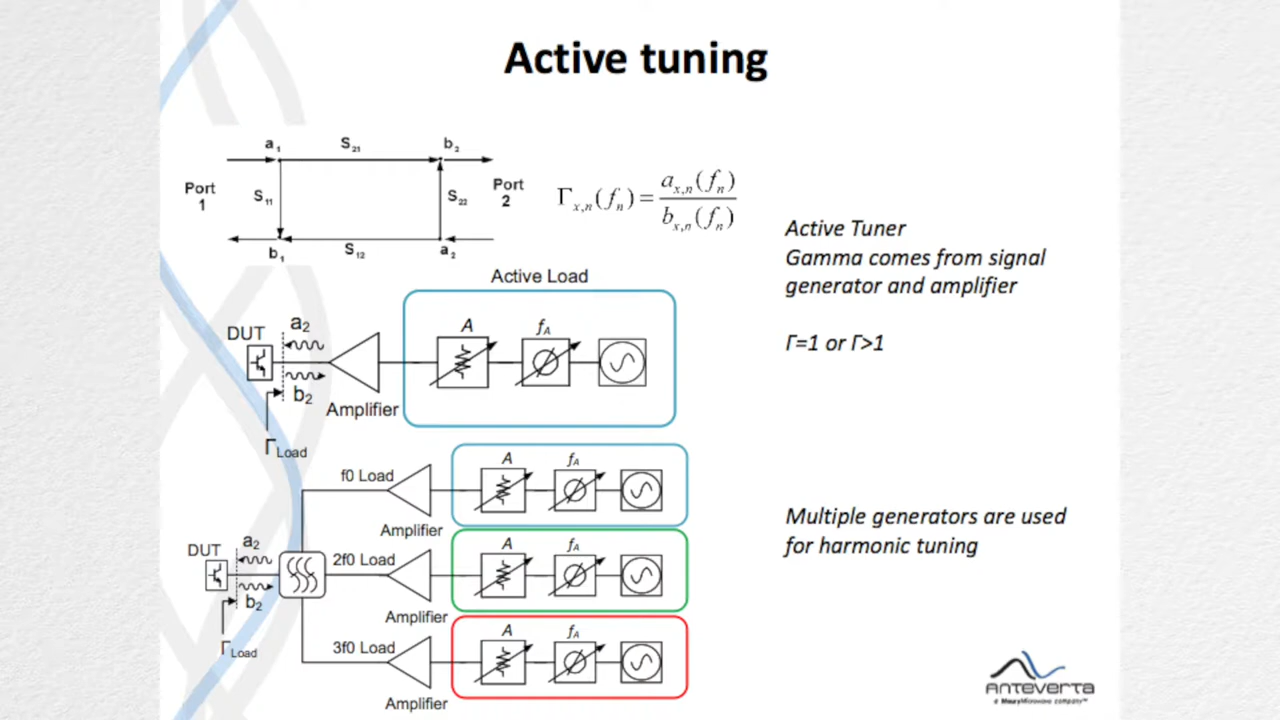 Active tuning
a1
S21
b2
Port
1
S11
S22
Port
2
b1
S12
a2
Γx,n(fn)=
ax,n(fn)
bx,n(fn)
Active Tuner
Gamma comes from signal
generator and amplifier
Γ=1 or Γ>1
Active Load
DUT
a2
b2
A
fA
Amplifier
ΓLoad
f0 Load
A
fA
Amplifier
DUT
a2
b2
2f0 Load
A
fA
Amplifier
ΓLoad
3f0 Load
A
fA
Amplifier
Multiple generators are used
for harmonic tuning
ANTEVERTA
a MauryMicrowave company™